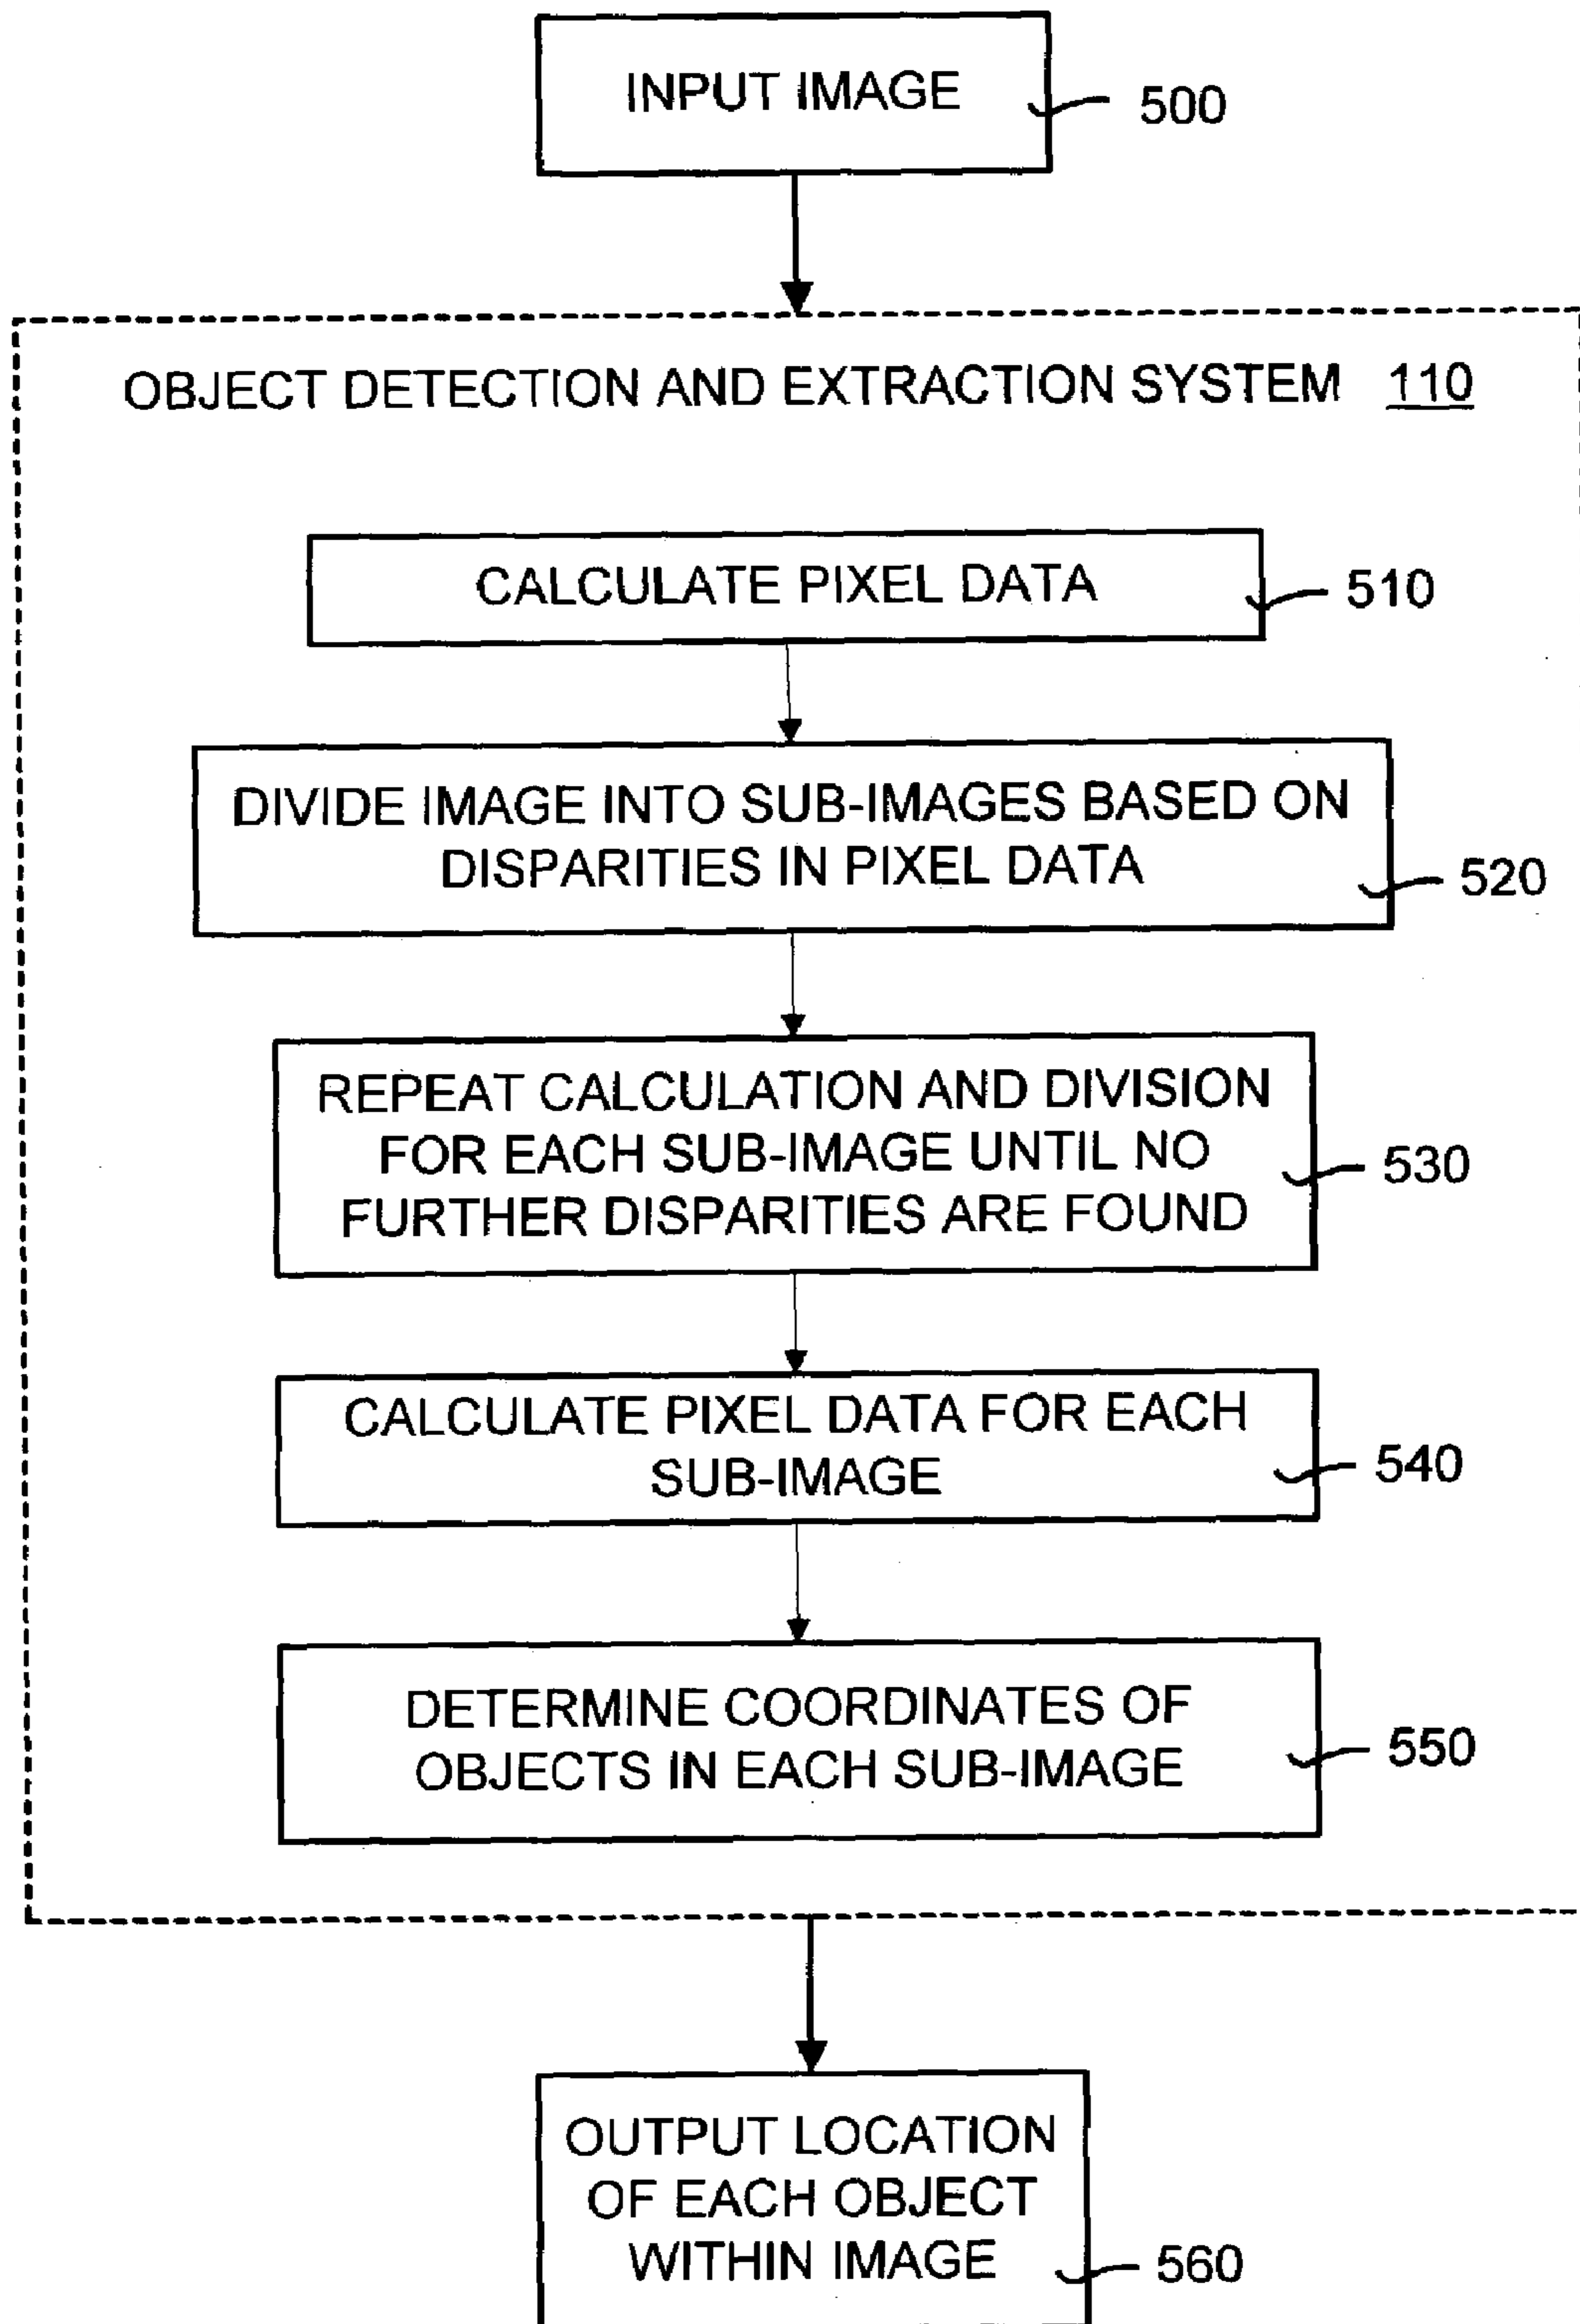 INPUT IMAGE
500
OBJECT DETECTION AND EXTRACTION SYSTEM 110
CALCULATE PIXEL DATA
510
DIVIDE IMAGE INTO SUB-IMAGES BASED ON
DISPARITIES IN PIXEL DATA
520
REPEAT CALCULATION AND DIVISION
FOR EACH SUB-IMAGE UNTIL NO
FURTHER DISPARITIES ARE FOUND
530
CALCULATE PIXEL DATA FOR EACH
SUB-IMAGE
540
DETERMINE COORDINATES OF
OBJECTS IN EACH SUB-IMAGE
550
OUTPUT LOCATION
OF EACH OBJECT
WITHIN IMAGE
560